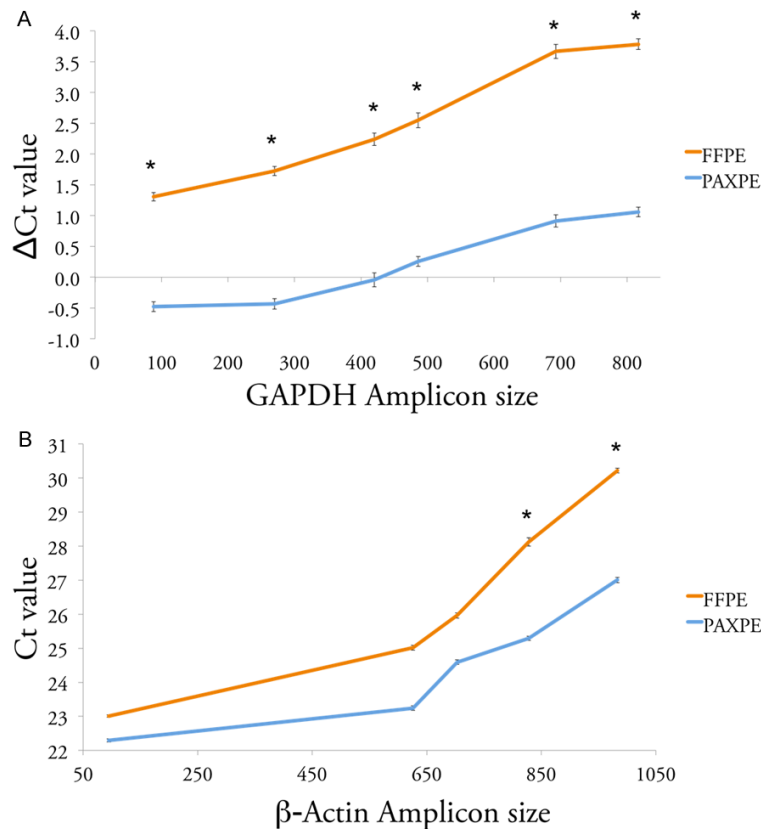 A
4.0
3.5
3.0
2.5
2.0
1.5
1.0
0.5
0.0
-0.5
-1.0
ΔCt value
* * * * * *
FFPE
PAXPE
0 100 200 300 400 500 600 700 800
GAPDH Amplicon size
B
31
30
29
28
27
26
25
24
23
22
Ct value
* *
FFPE
PAXPE
50 250 450 650 850 1050
β-Actin Amplicon size